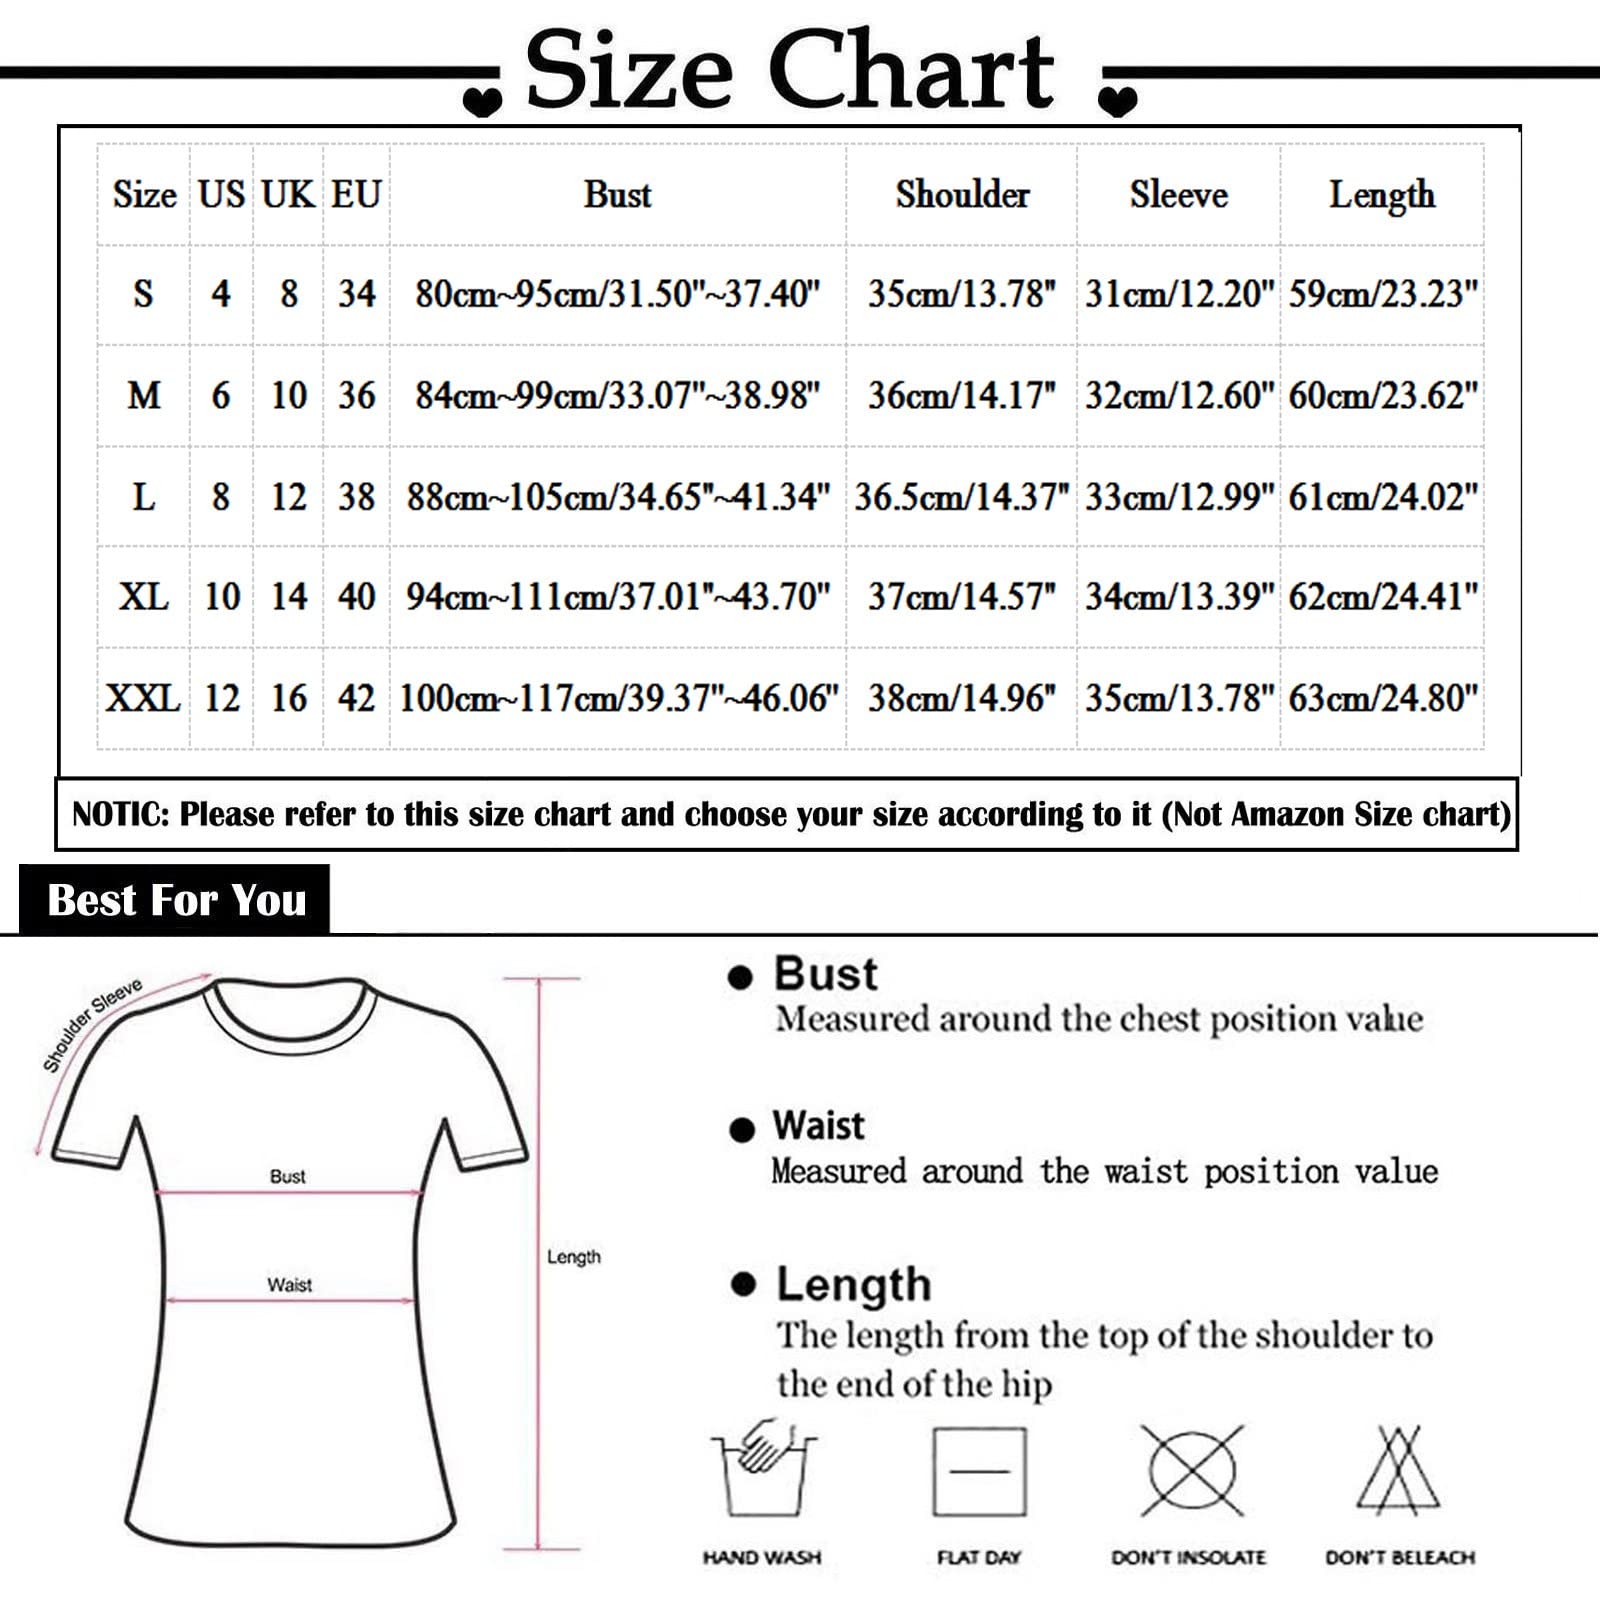 Size Chart
Size US UK EU Bust Shoulder Sleeve Length
S 4 8 34 80cm~95cm/31.50"~37.40" 35cm/13.78" 31cm/12.20" 59cm/23.23"
M 6 10 36 84cm~99cm/33.07"~38.98" 36cm/14.17" 32cm/12.60" 60cm/23.62"
L 8 12 38 88cm~105cm/34.65"~41.34" 36.5cm/14.37" 33cm/12.99" 61cm/24.02"
XL 10 14 40 94cm~111cm/37.01"~43.70" 37cm/14.57" 34cm/13.39" 62cm/24.41"
XXL 12 16 42 100cm~117cm/39.37"~46.06" 38cm/14.96" 35cm/13.78" 63cm/24.80"
NOTIC: Please refer to this size chart and choose your size according to it (Not Amazon Size chart)
Best For You
Shoulder Sleeve
Bust
Waist
Length
Bust
Measured around the chest position value
Waist
Measured around the waist position value
Length
The length from the top of the shoulder to
the end of the hip
HAND WASH
FLAT DAY
DON'T INSOLATE
DON'T BELEACH